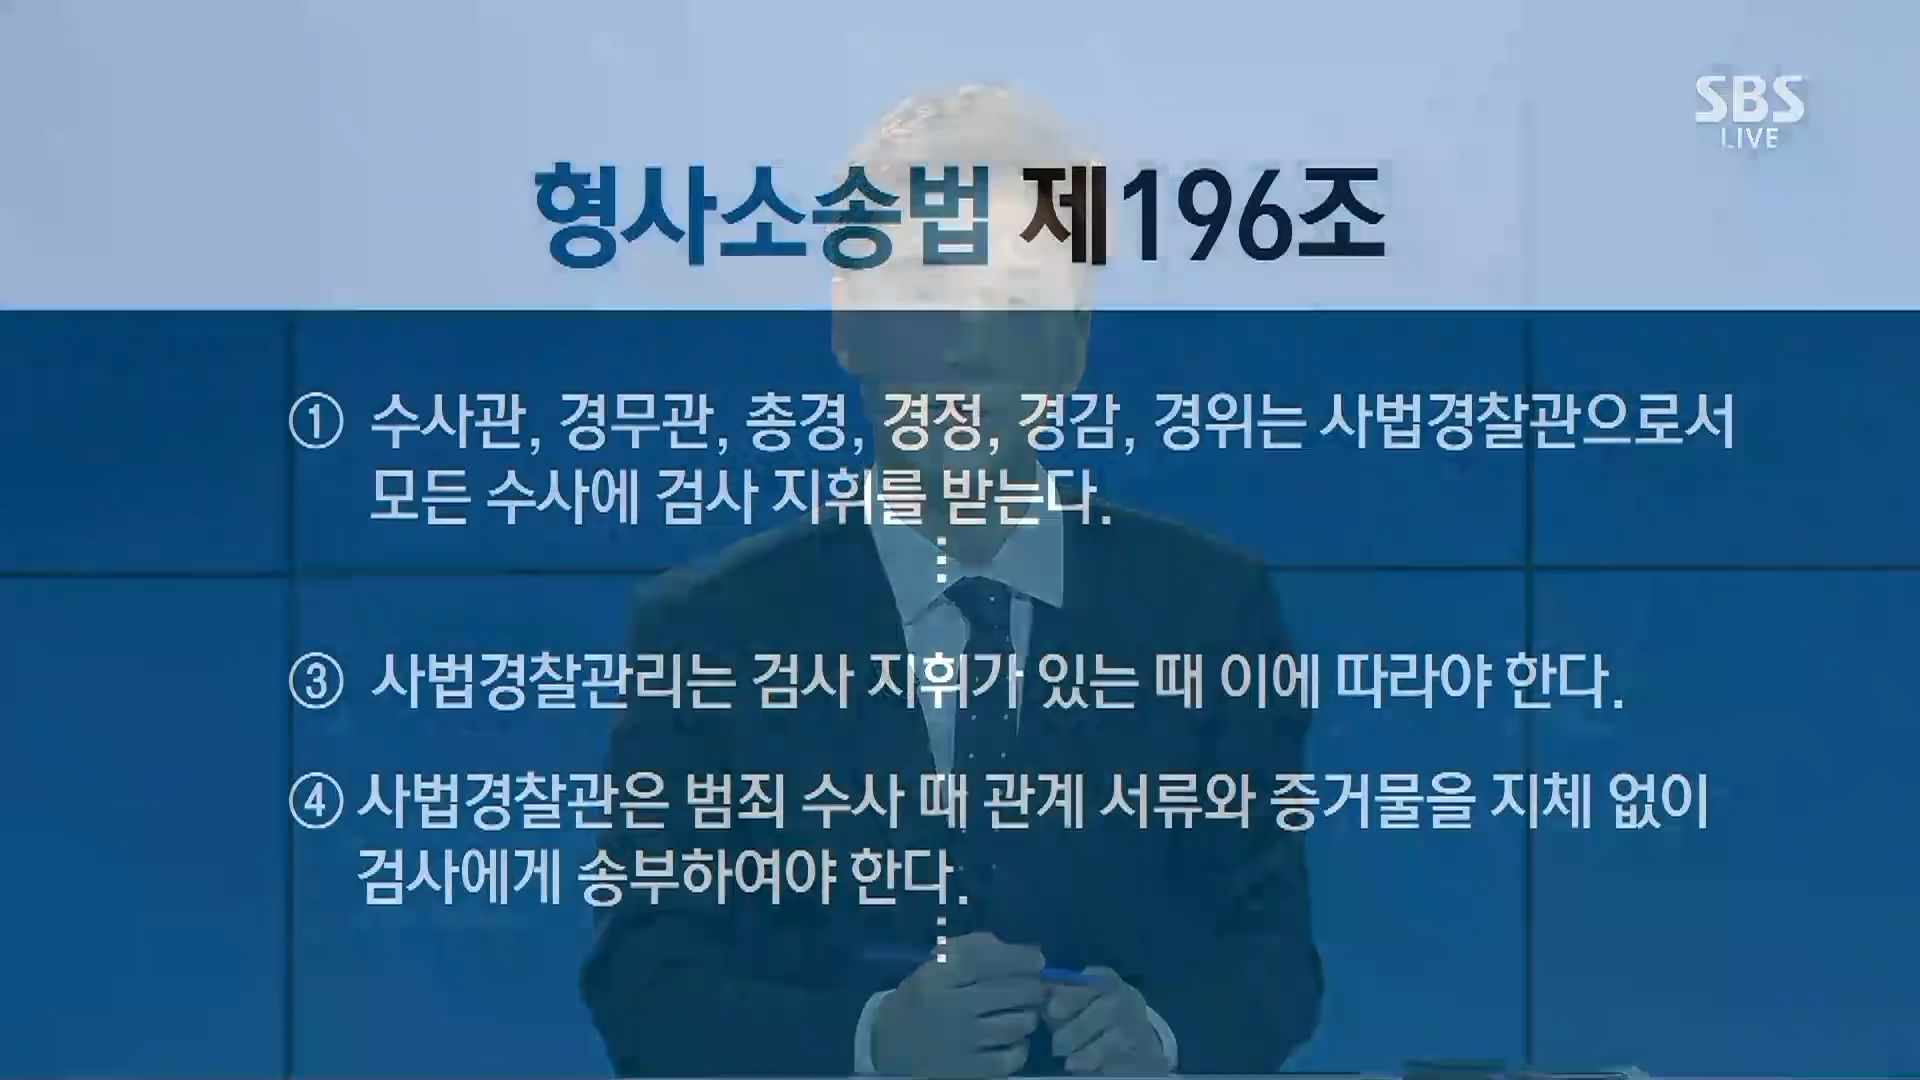 SBS
LIVE
형사소송법 제196조
① 수사관, 경무관, 총경, 경정, 경감, 경위는 사법경찰관으로서
모든 수사에 검사 지휘를 받는다.
⋮
③ 사법경찰관리는 검사 지휘가 있는 때 이에 따라야 한다.
④ 사법경찰관은 범죄 수사 때 관계 서류와 증거물을 지체 없이
검사에게 송부하여야 한다.
⋮